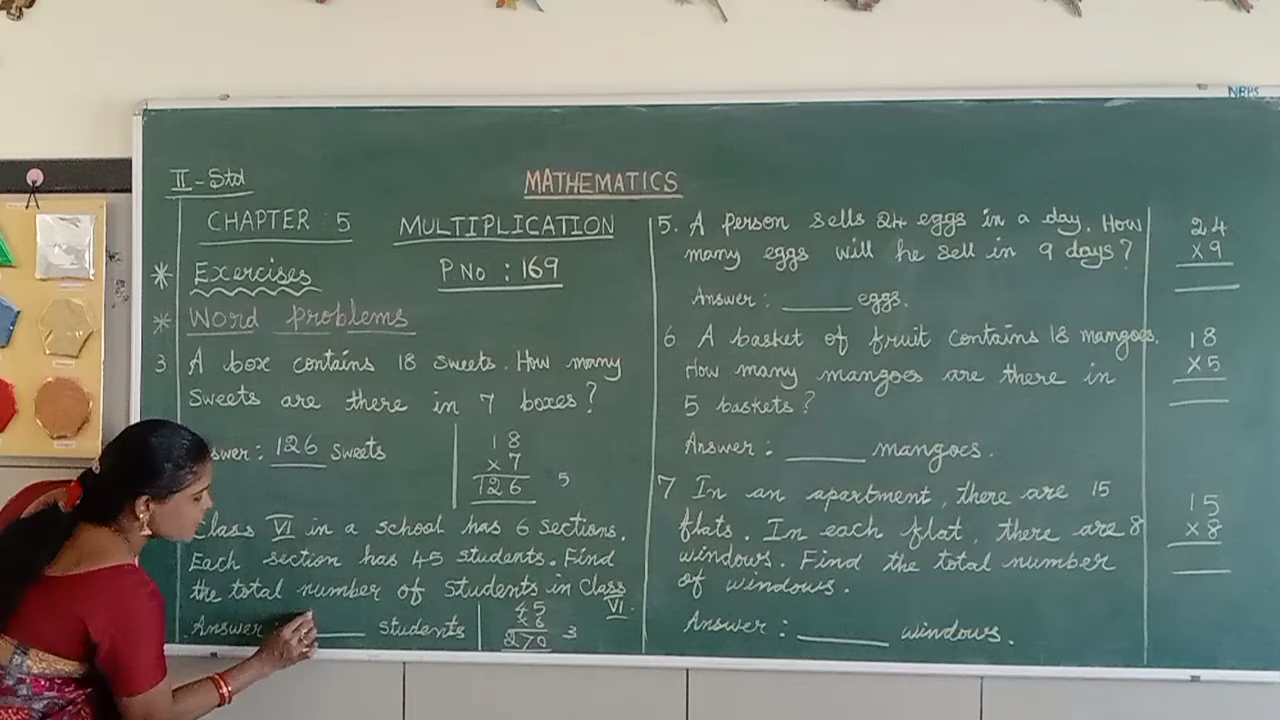 NBPS
II - Std
MATHEMATICS
CHAPTER : 5 MULTIPLICATION
* Exercises P No : 169
* Word problems
3 A box contains 18 sweets. How many
sweets are there in 7 boxes?
swer: 126 sweets
18
×7
126 5
Class VI in a school has 6 sections.
Each section has 45 students. Find
the total number of students in Class
VI.
Answer ______ students
45
×6
270 3
5. A person sells 24 eggs in a day. How
many eggs will he sell in 9 days?
24
×9
Answer : ______ eggs.
6 A basket of fruit contains 18 mangoes.
How many mangoes are there in
5 baskets?
18
×5
Answer : ______ mangoes.
7 In an apartment, there are 15
flats. In each flat, there are 8
windows. Find the total number
of windows.
15
×8
Answer : ______ windows.